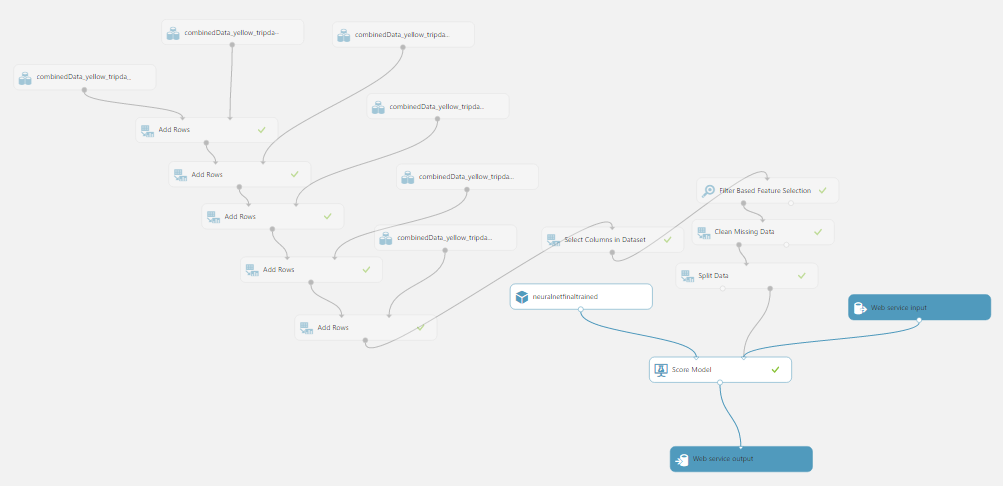 combinedData_yellow_tripda...
combinedData_yellow_tripda...
combinedData_yellow_tripda...
combinedData_yellow_tripda...
Add Rows
Add Rows
combinedData_yellow_tripda...
Filter Based Feature Selection
Add Rows
Clean Missing Data
combinedData_yellow_tripda...
Select Columns in Dataset
Add Rows
Split Data
neuralnetfinaltrained
Web service input
Add Rows
Score Model
Web service output